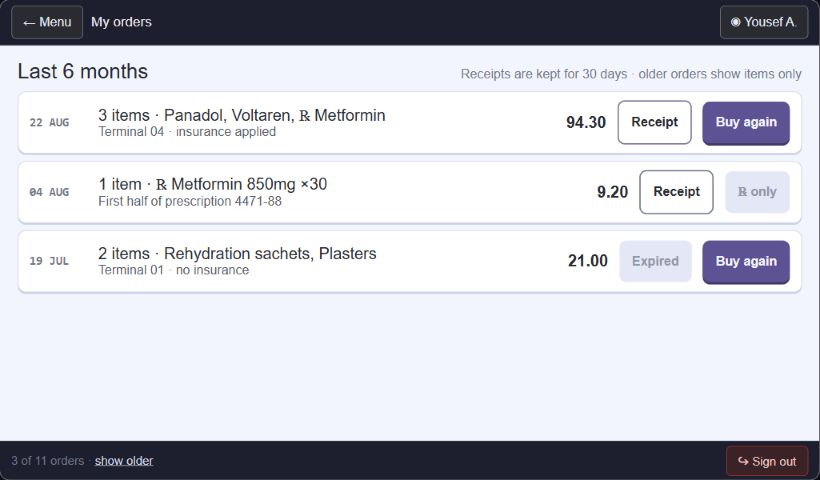 ← Menu My orders ◉ Yousef A.
Last 6 months Receipts are kept for 30 days · older orders show items only
22 AUG 3 items · Panadol, Voltaren, ℞ Metformin 94.30 Receipt Buy again
Terminal 04 · insurance applied
04 AUG 1 item · ℞ Metformin 850mg ×30 9.20 Receipt ℞ only
First half of prescription 4471-88
19 JUL 2 items · Rehydration sachets, Plasters 21.00 Expired Buy again
Terminal 01 · no insurance
3 of 11 orders · show older ↪ Sign out